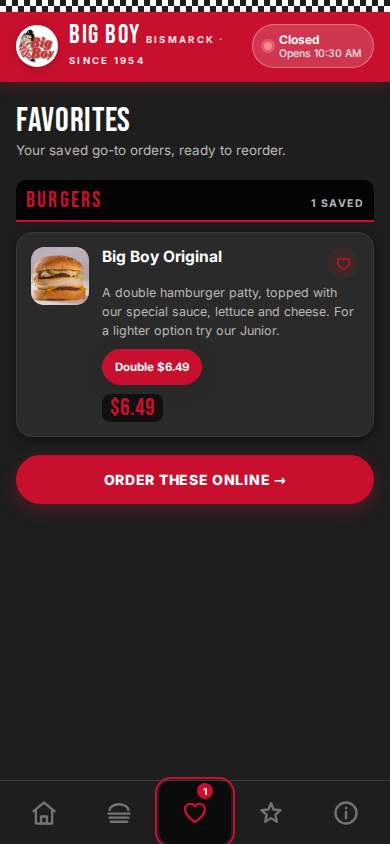 Big Boy
BIG BOY BISMARCK ·
SINCE 1954
Closed
Opens 10:30 AM
FAVORITES
Your saved go-to orders, ready to reorder.
BURGERS
1 SAVED
Big Boy Original
A double hamburger patty, topped with
our special sauce, lettuce and cheese. For
a lighter option try our Junior.
Double $6.49
$6.49
ORDER THESE ONLINE →
1